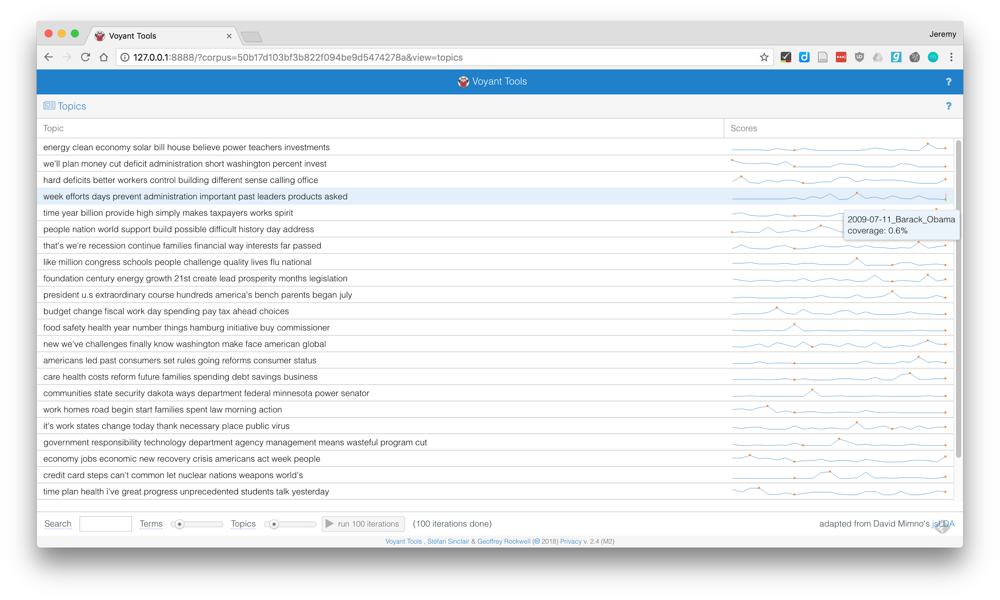 Voyant Tools
Jeremy
127.0.0.1:8888/?corpus=50b17d103bf3b822f094be9d5474278a&view=topics
Voyant Tools ?
Topics ?
Topic Scores
energy clean economy solar bill house believe power teachers investments
we'll plan money cut deficit administration short washington percent invest
hard deficits better workers control building different sense calling office
week efforts days prevent administration important past leaders products asked
time year billion provide high simply makes taxpayers works spirit
2009-07-11_Barack_Obama
coverage: 0.6%
people nation world support build possible difficult history day address
that's we're recession continue families financial way interests far passed
like million congress schools people challenge quality lives flu national
foundation century energy growth 21st create lead prosperity months legislation
president u.s extraordinary course hundreds america's bench parents began july
budget change fiscal work day spending pay tax ahead choices
food safety health year number things hamburg initiative buy commissioner
new we've challenges finally know washington make face american global
americans led past consumers set rules going reforms consumer status
care health costs reform future families spending debt savings business
communities state security dakota ways department federal minnesota power senator
work homes road begin start families spent law morning action
it's work states change today thank necessary place public virus
government responsibility technology department agency management means wasteful program cut
economy jobs economic new recovery crisis americans act week people
credit card steps can't common let nuclear nations weapons world's
time plan health i've great progress unprecedented students talk yesterday
Search Terms Topics run 100 iterations (100 iterations done) adapted from David Mimno's jsLDA
Voyant Tools , Stéfan Sinclair & Geoffrey Rockwell (🅭 2018) Privacy v. 2.4 (M2)